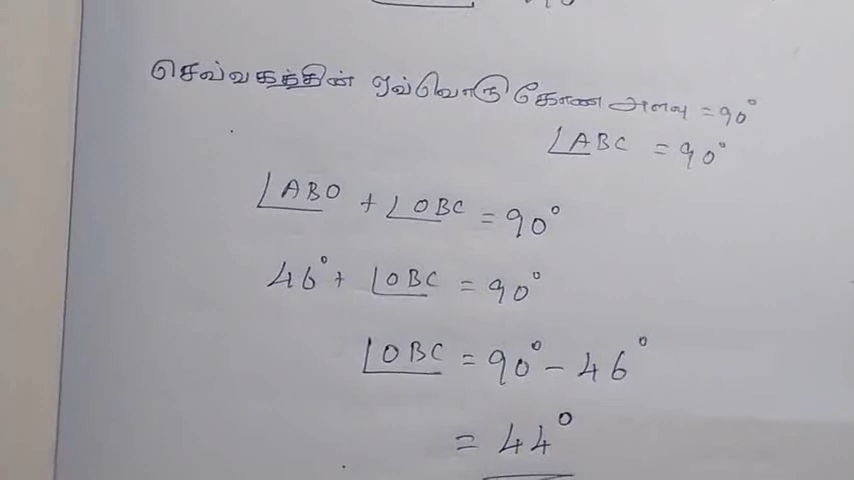 செவ்வகத்தின் ஒவ்வொரு கோண அளவு = 90°
∠ABC = 90°
∠ABO + ∠OBC = 90°
46° + ∠OBC = 90°
∠OBC = 90° - 46°
= 44°